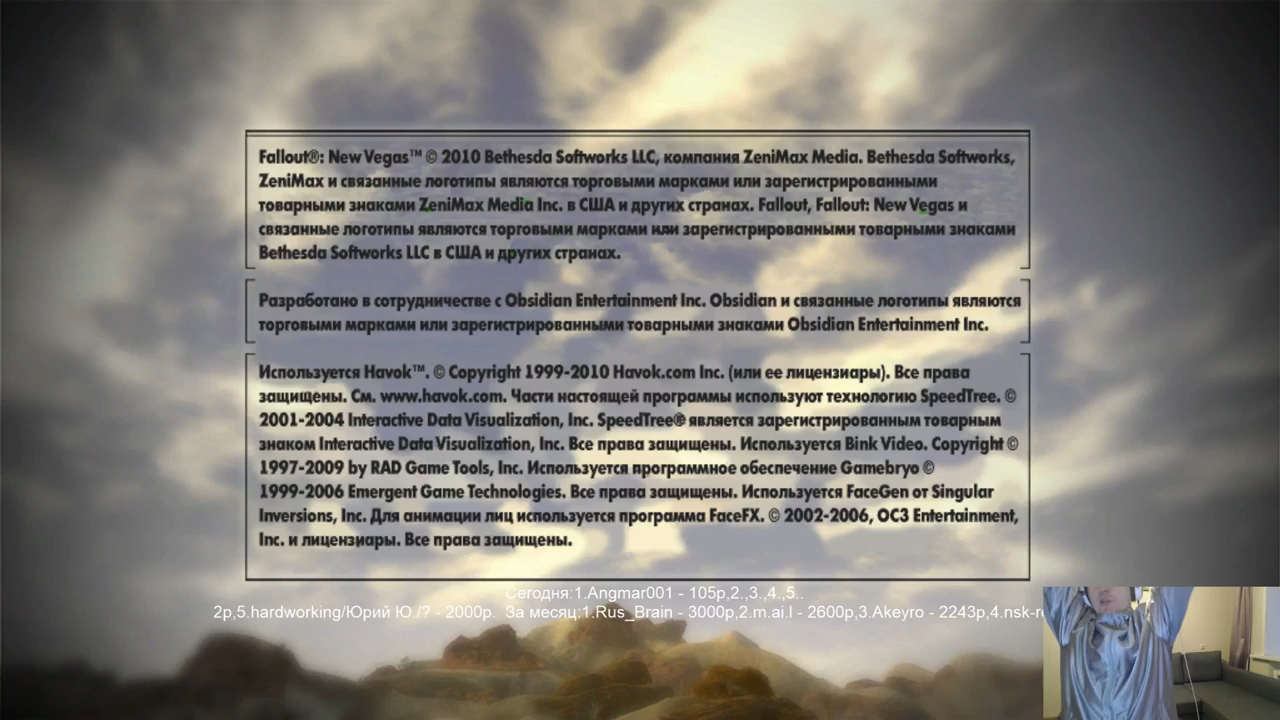 Fallout®: New Vegas™ © 2010 Bethesda Softworks LLC, компания ZeniMax Media. Bethesda Softworks,
ZeniMax и связанные логотипы являются торговыми марками или зарегистрированными
товарными знаками ZeniMax Media Inc. в США и других странах. Fallout, Fallout: New Vegas и
связанные логотипы являются торговыми марками или зарегистрированными товарными знаками
Bethesda Softworks LLC в США и других странах.
Разработано в сотрудничестве с Obsidian Entertainment Inc. Obsidian и связанные логотипы являются
торговыми марками или зарегистрированными товарными знаками Obsidian Entertainment Inc.
Используется Havok™. © Copyright 1999-2010 Havok.com Inc. (или ее лицензиары). Все права
защищены. См. www.havok.com. Части настоящей программы используют технологию SpeedTree. ©
2001-2004 Interactive Data Visualization, Inc. SpeedTree® является зарегистрированным товарным
знаком Interactive Data Visualization, Inc. Все права защищены. Используется Bink Video. Copyright ©
1997-2009 by RAD Game Tools, Inc. Используется программное обеспечение Gamebryo ©
1999-2006 Emergent Game Technologies. Все права защищены. Используется FaceGen от Singular
Inversions, Inc. Для анимации лиц используется программа FaceFX. © 2002-2006, OC3 Entertainment,
Inc. и лицензиары. Все права защищены.
Сегодня:1.Angmar001 - 105р,2.,3.,4.,5..
2р,5.hardworking/Юрий Ю./? - 2000р. За месяц:1.Rus_Brain - 3000р,2.m.ai.l - 2600р,3.Akeyro - 2243р,4.nsk-r